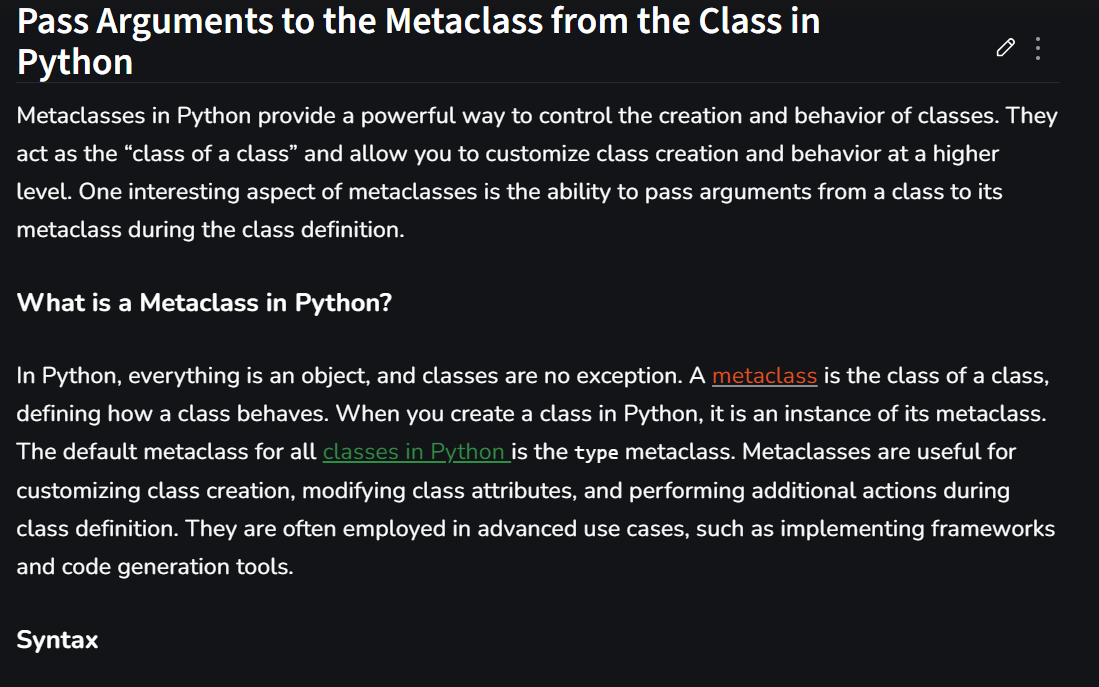 Pass Arguments to the Metaclass from the Class in
Python
Metaclasses in Python provide a powerful way to control the creation and behavior of classes. They
act as the “class of a class” and allow you to customize class creation and behavior at a higher
level. One interesting aspect of metaclasses is the ability to pass arguments from a class to its
metaclass during the class definition.
What is a Metaclass in Python?
In Python, everything is an object, and classes are no exception. A metaclass is the class of a class,
defining how a class behaves. When you create a class in Python, it is an instance of its metaclass.
The default metaclass for all classes in Python is the type metaclass. Metaclasses are useful for
customizing class creation, modifying class attributes, and performing additional actions during
class definition. They are often employed in advanced use cases, such as implementing frameworks
and code generation tools.
Syntax